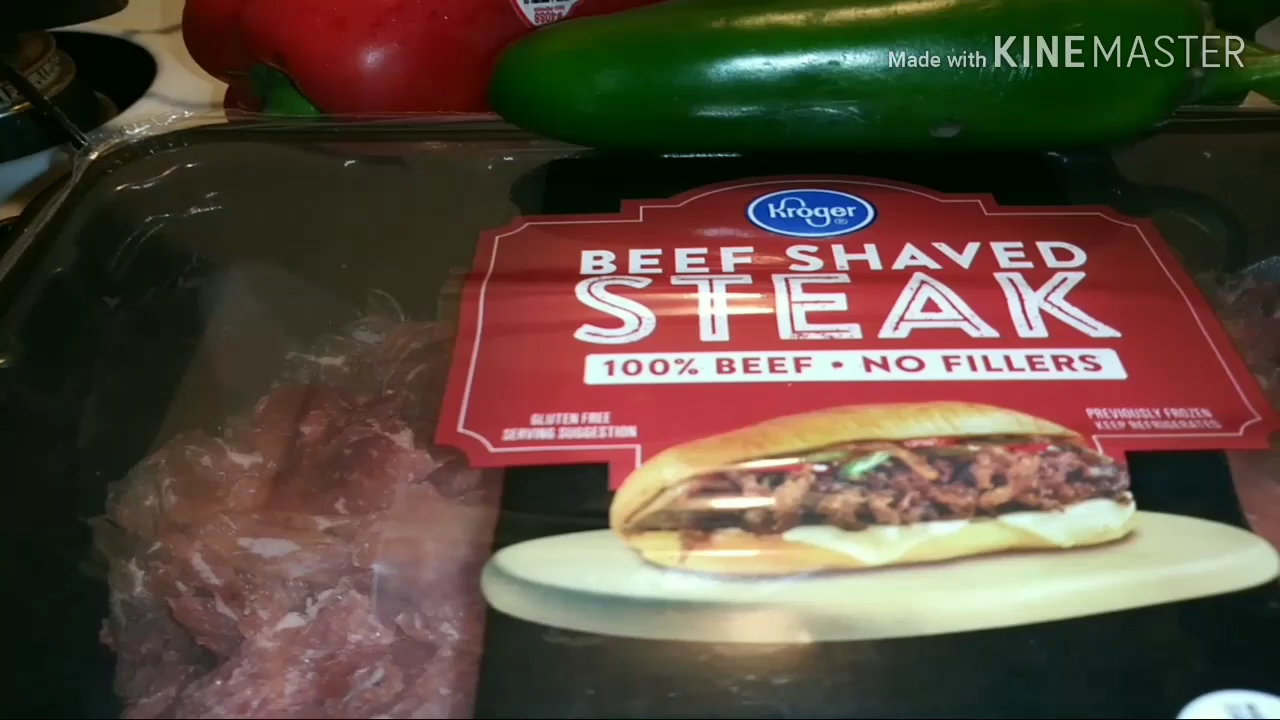 4088
Made with KINEMASTER
Kroger®
BEEF SHAVED
STEAK
100% BEEF • NO FILLERS
GLUTEN FREE
SERVING SUGGESTION
PREVIOUSLY FROZEN
KEEP REFRIGERATED